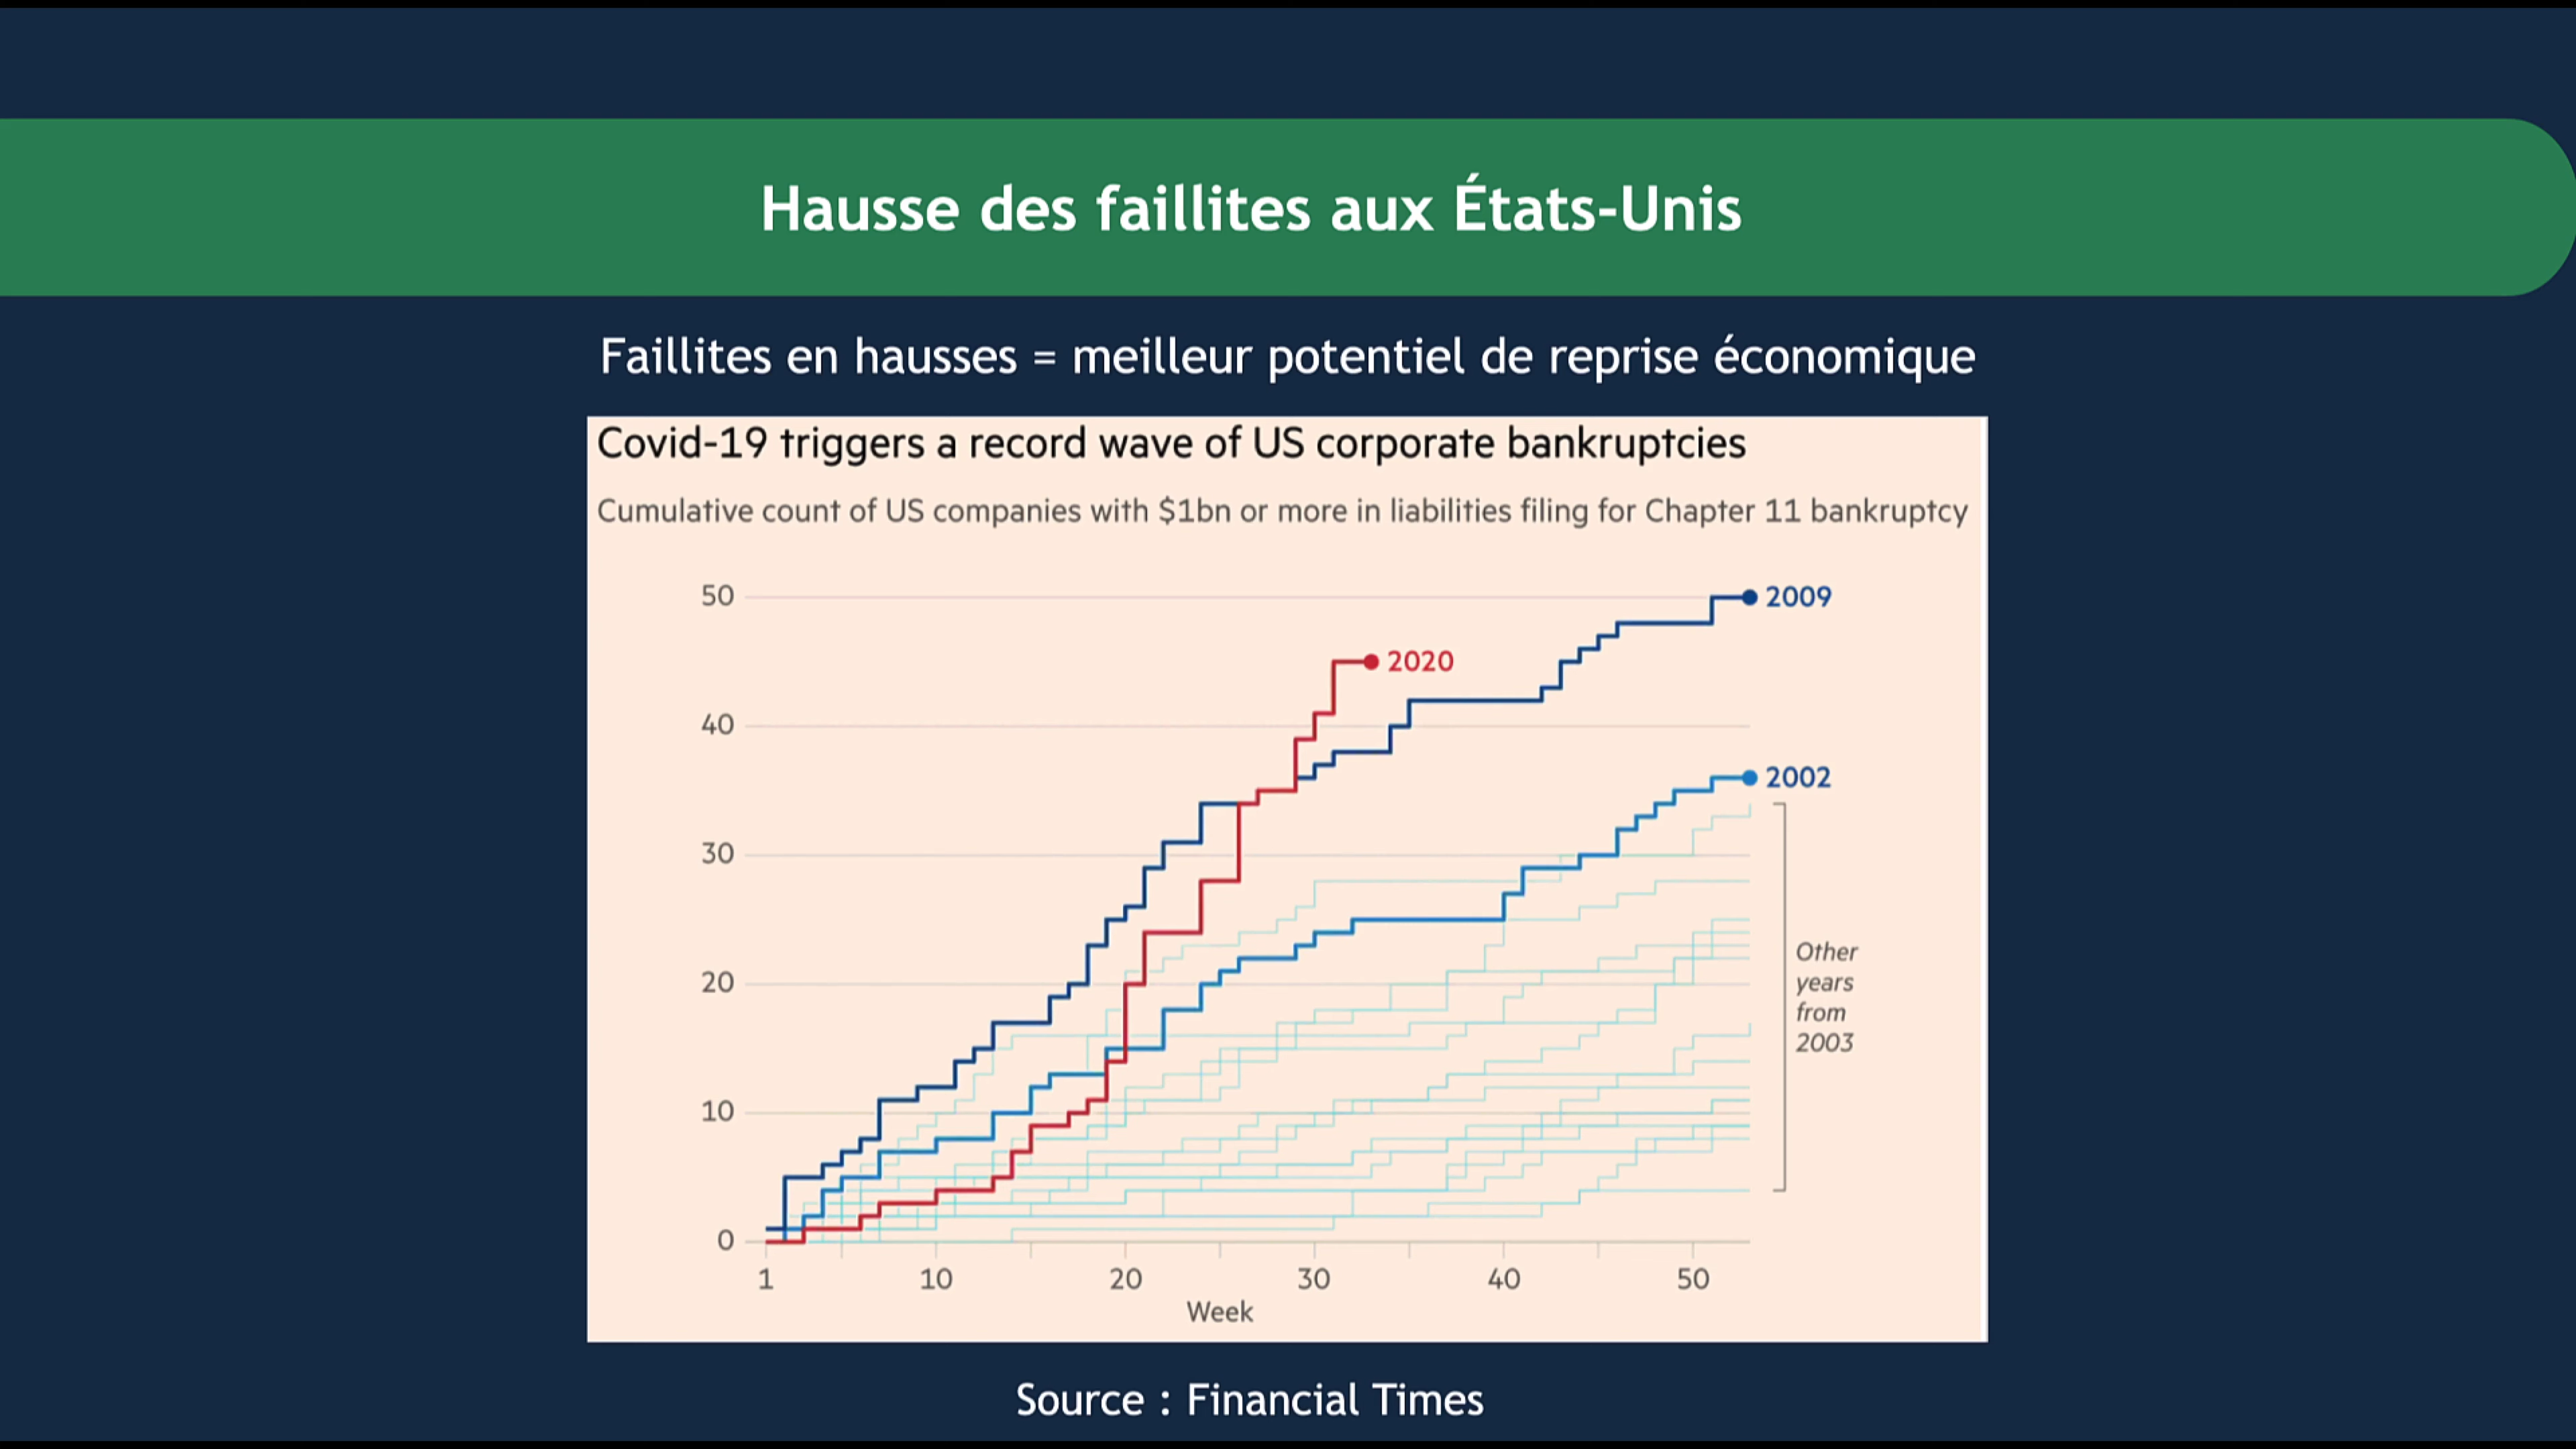 Hausse des faillites aux États-Unis
Faillites en hausses = meilleur potentiel de reprise économique
Covid-19 triggers a record wave of US corporate bankruptcies
Cumulative count of US companies with $1bn or more in liabilities filing for Chapter 11 bankruptcy
50
2009
2020
40
2002
30
Other
years
from
2003
20
10
0
1 10 20 30 40 50
Week
Source : Financial Times